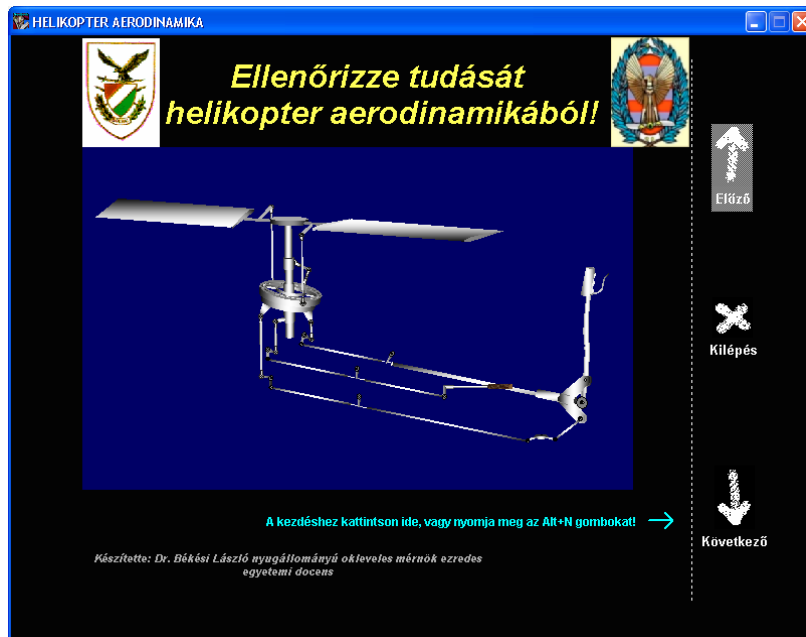 HELIKOPTER AERODINAMIKA
Ellenőrizze tudását
helikopter aerodinamikából!
Előző
Kilépés
A kezdéshez kattintson ide, vagy nyomja meg az Alt+N gombokat!
Következő
Készítette: Dr. Békési László nyugállományú okleveles mérnök ezredes
egyetemi docens